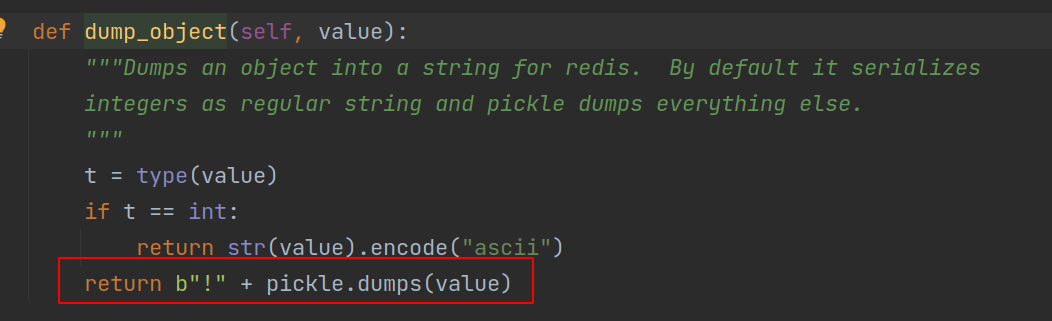 def dump_object(self, value):
"""Dumps an object into a string for redis.  By default it serializes
integers as regular string and pickle dumps everything else.
"""
t = type(value)
if t == int:
return str(value).encode("ascii")
return b"!" + pickle.dumps(value)